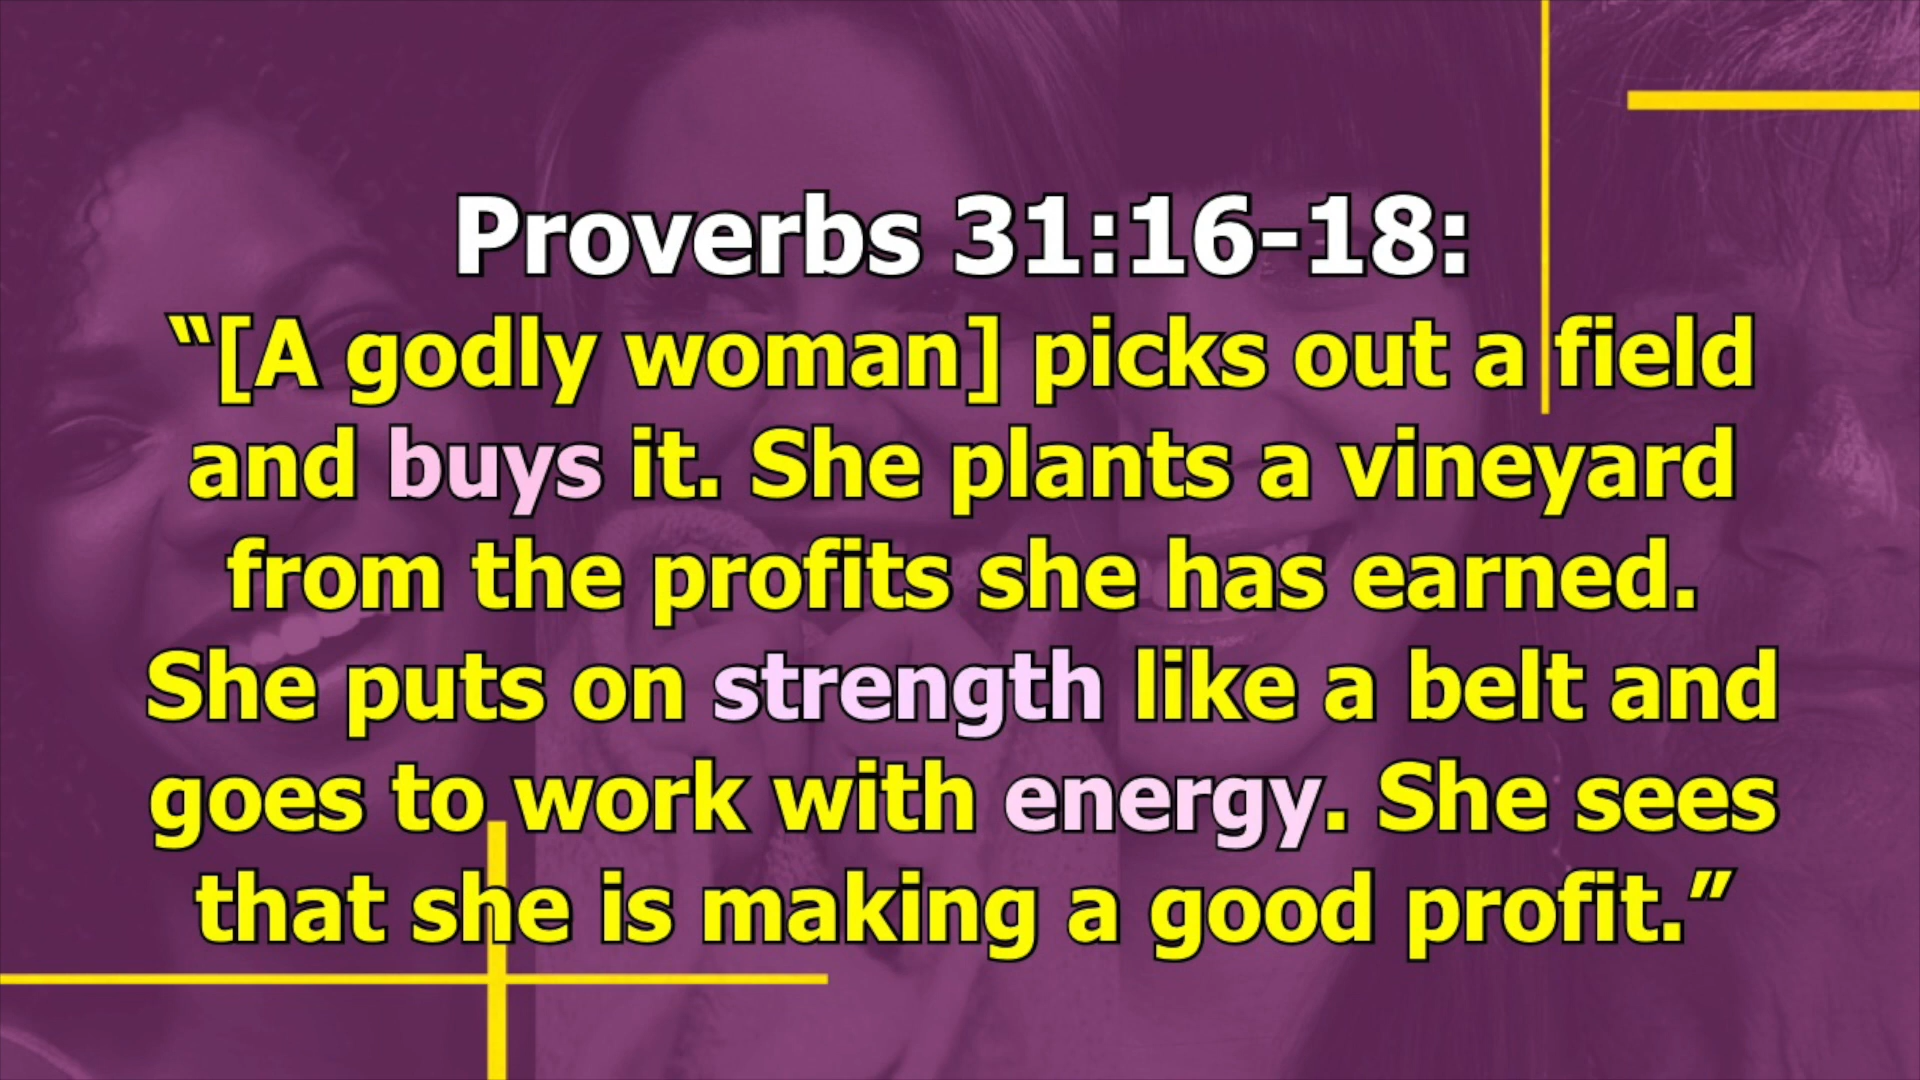 Proverbs 31:16-18:
“[A godly woman] picks out a field
and buys it. She plants a vineyard
from the profits she has earned.
She puts on strength like a belt and
goes to work with energy. She sees
that she is making a good profit.”